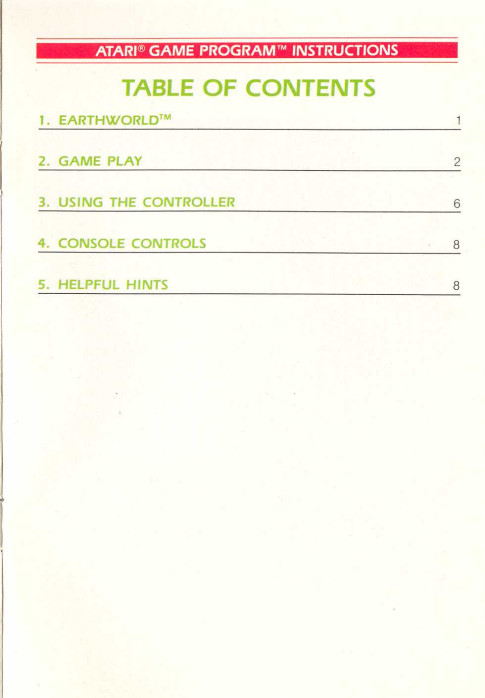 ATARI® GAME PROGRAM™ INSTRUCTIONS
TABLE OF CONTENTS
1. EARTHWORLD™ 1
2. GAME PLAY 2
3. USING THE CONTROLLER 6
4. CONSOLE CONTROLS 8
5. HELPFUL HINTS 8